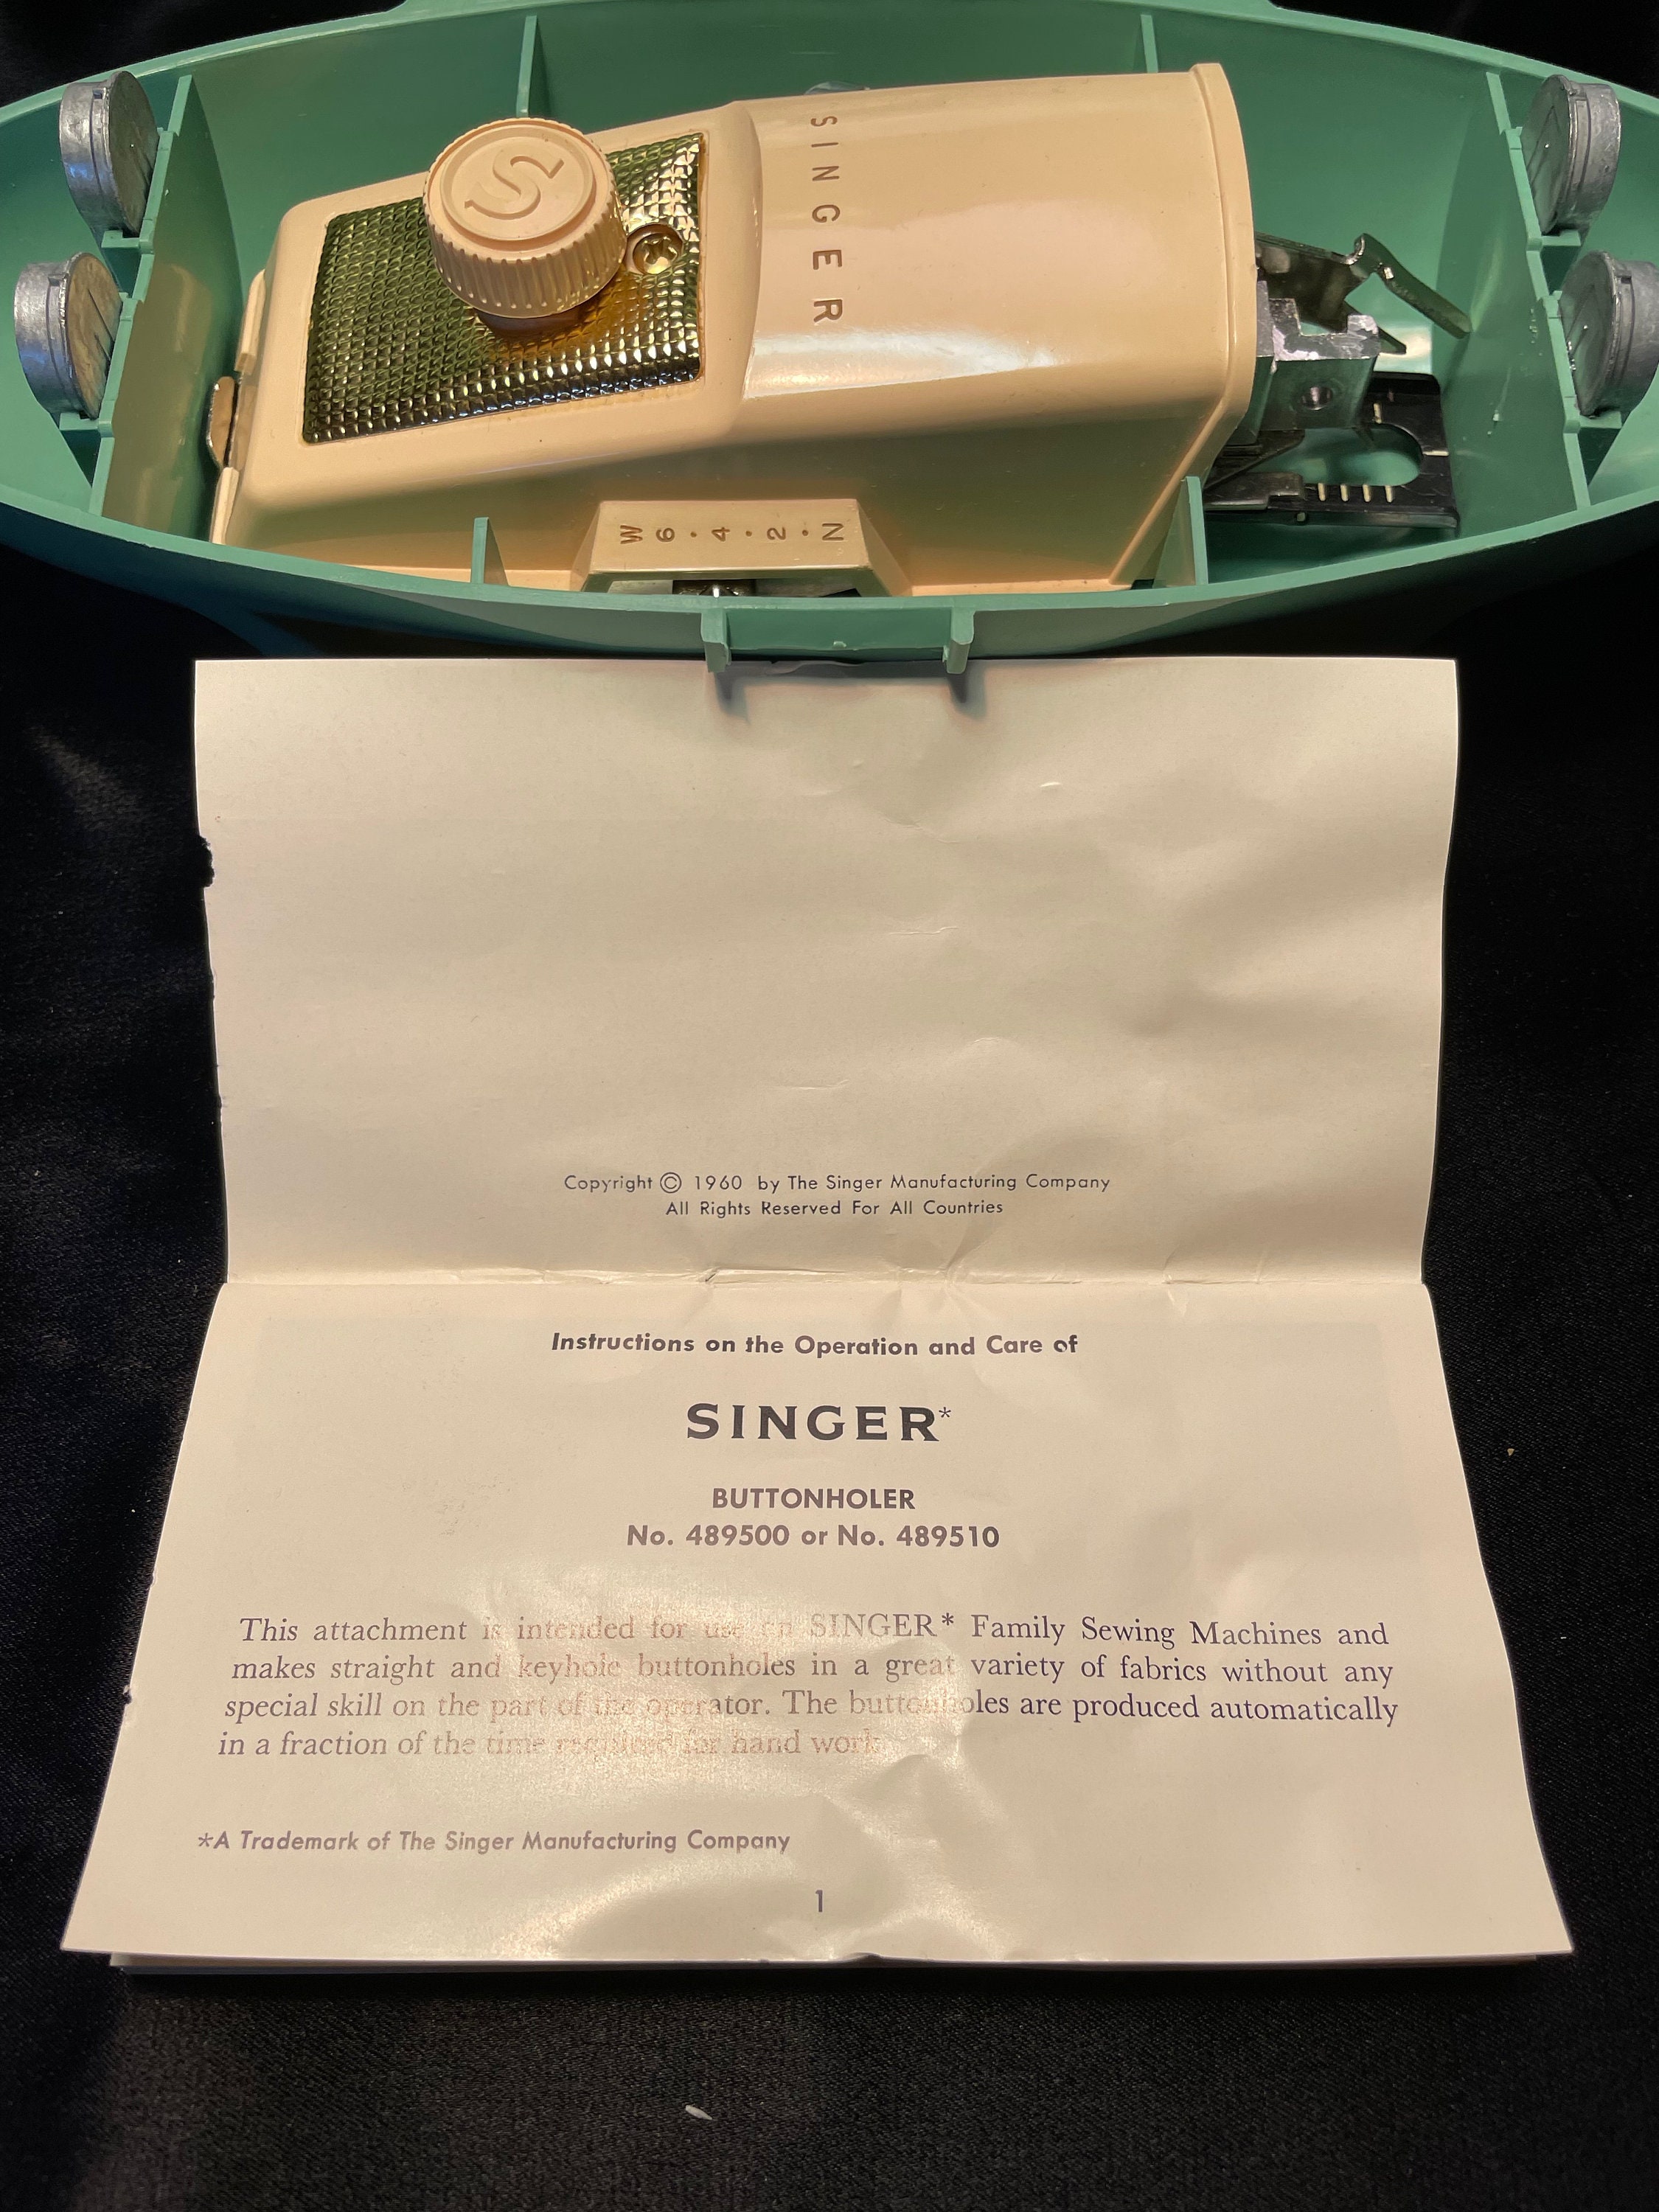 S
SINGER
W 6 · 4 · 2 · N
Copyright © 1960 by The Singer Manufacturing Company
All Rights Reserved For All Countries
Instructions on the Operation and Care of
SINGER*
BUTTONHOLER
No. 489500 or No. 489510
This attachment is intended for use on SINGER* Family Sewing Machines and
makes straight and keyhole buttonholes in a great variety of fabrics without any
special skill on the part of the operator. The buttonholes are produced automatically
in a fraction of the time required for hand work.
*A Trademark of The Singer Manufacturing Company
1